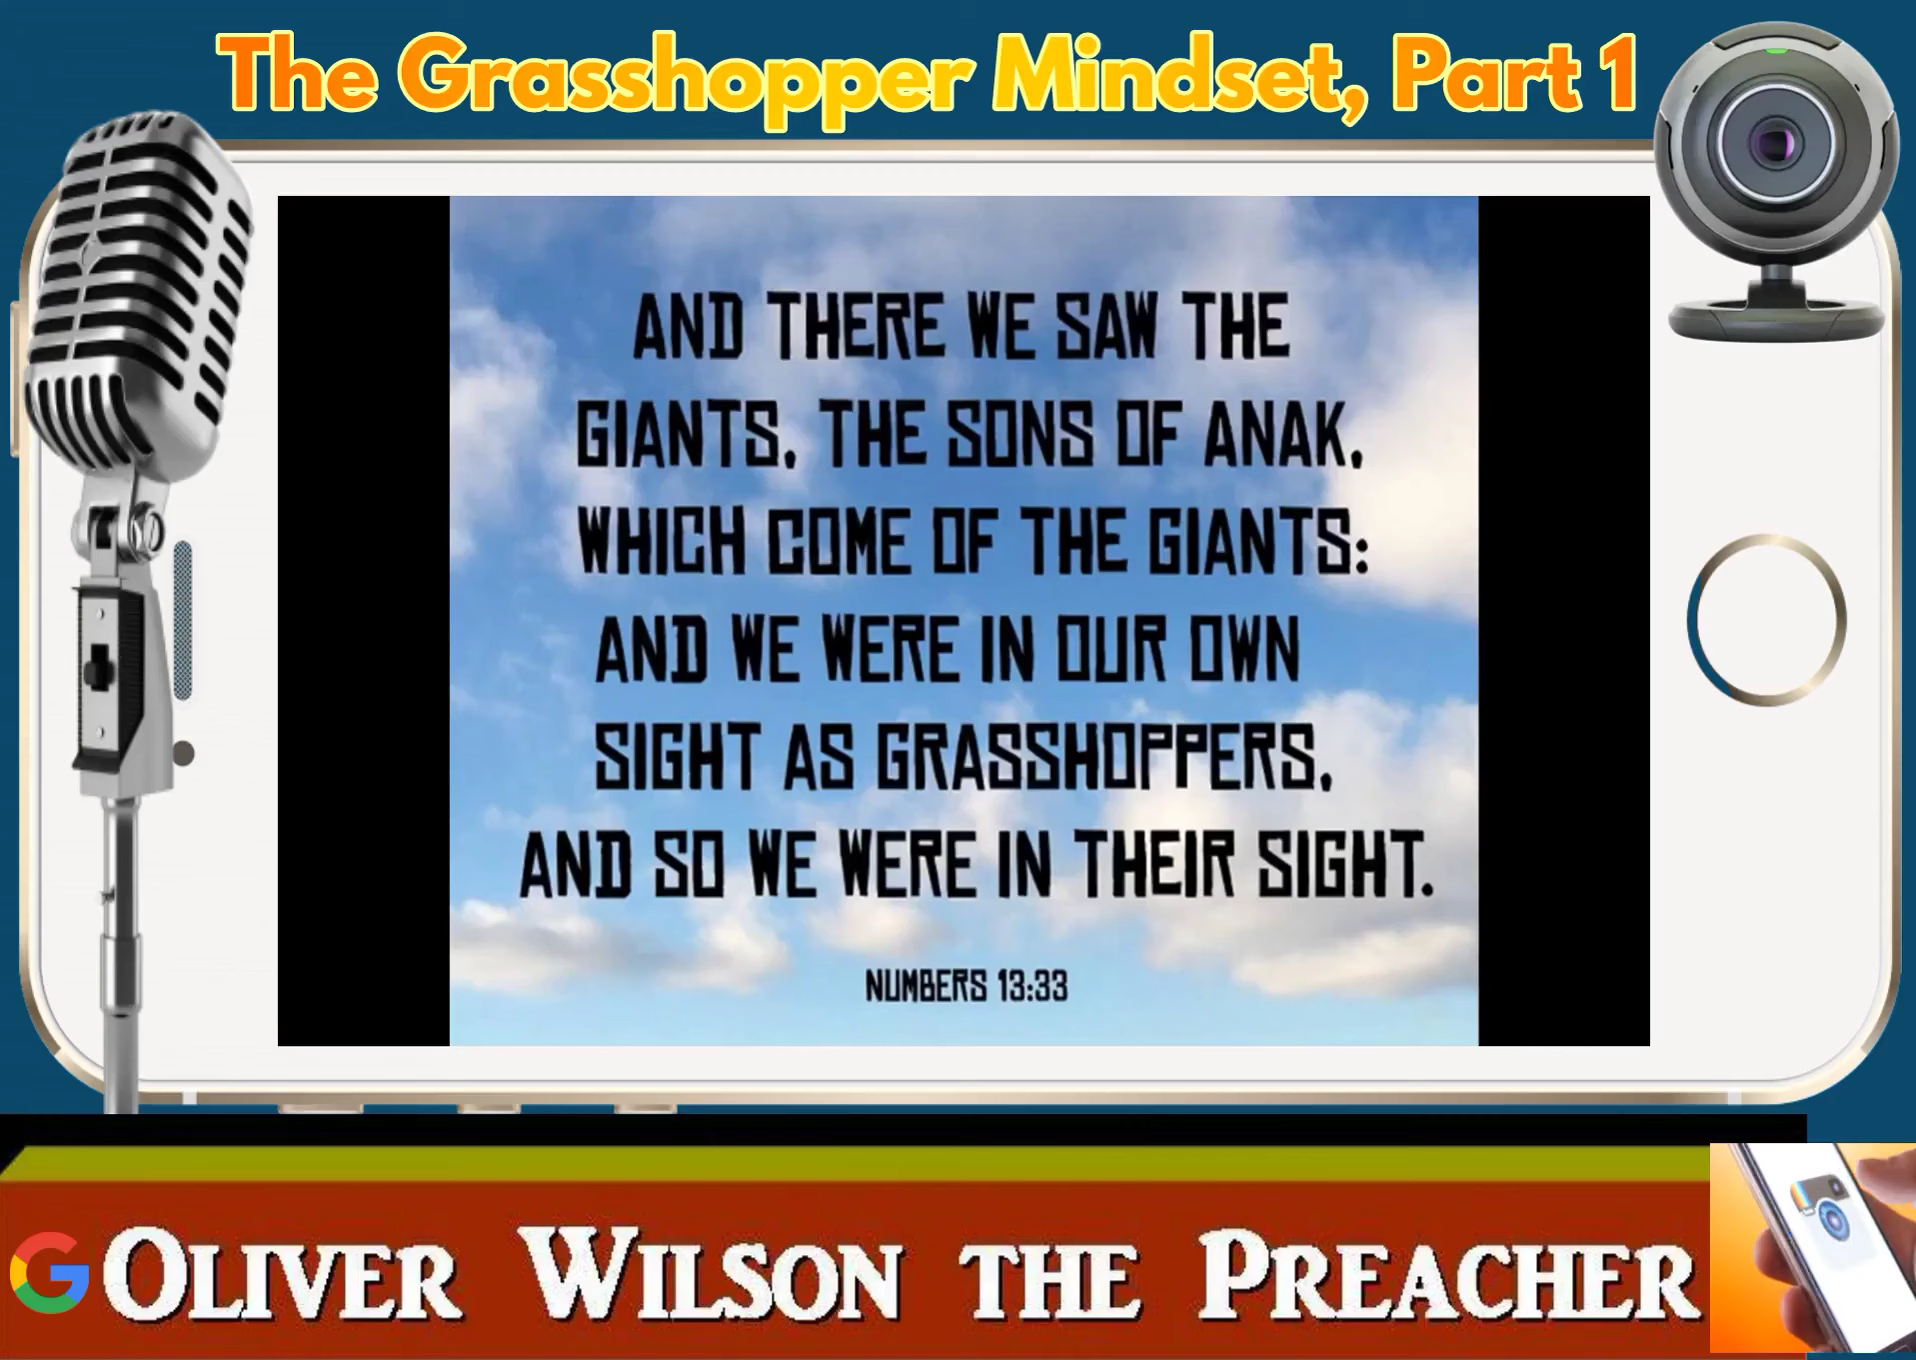 The Grasshopper Mindset, Part 1
AND THERE WE SAW THE
GIANTS, THE SONS OF ANAK,
WHICH COME OF THE GIANTS:
AND WE WERE IN OUR OWN
SIGHT AS GRASSHOPPERS,
AND SO WE WERE IN THEIR SIGHT.
NUMBERS 13:33
G OLIVER WILSON THE PREACHER